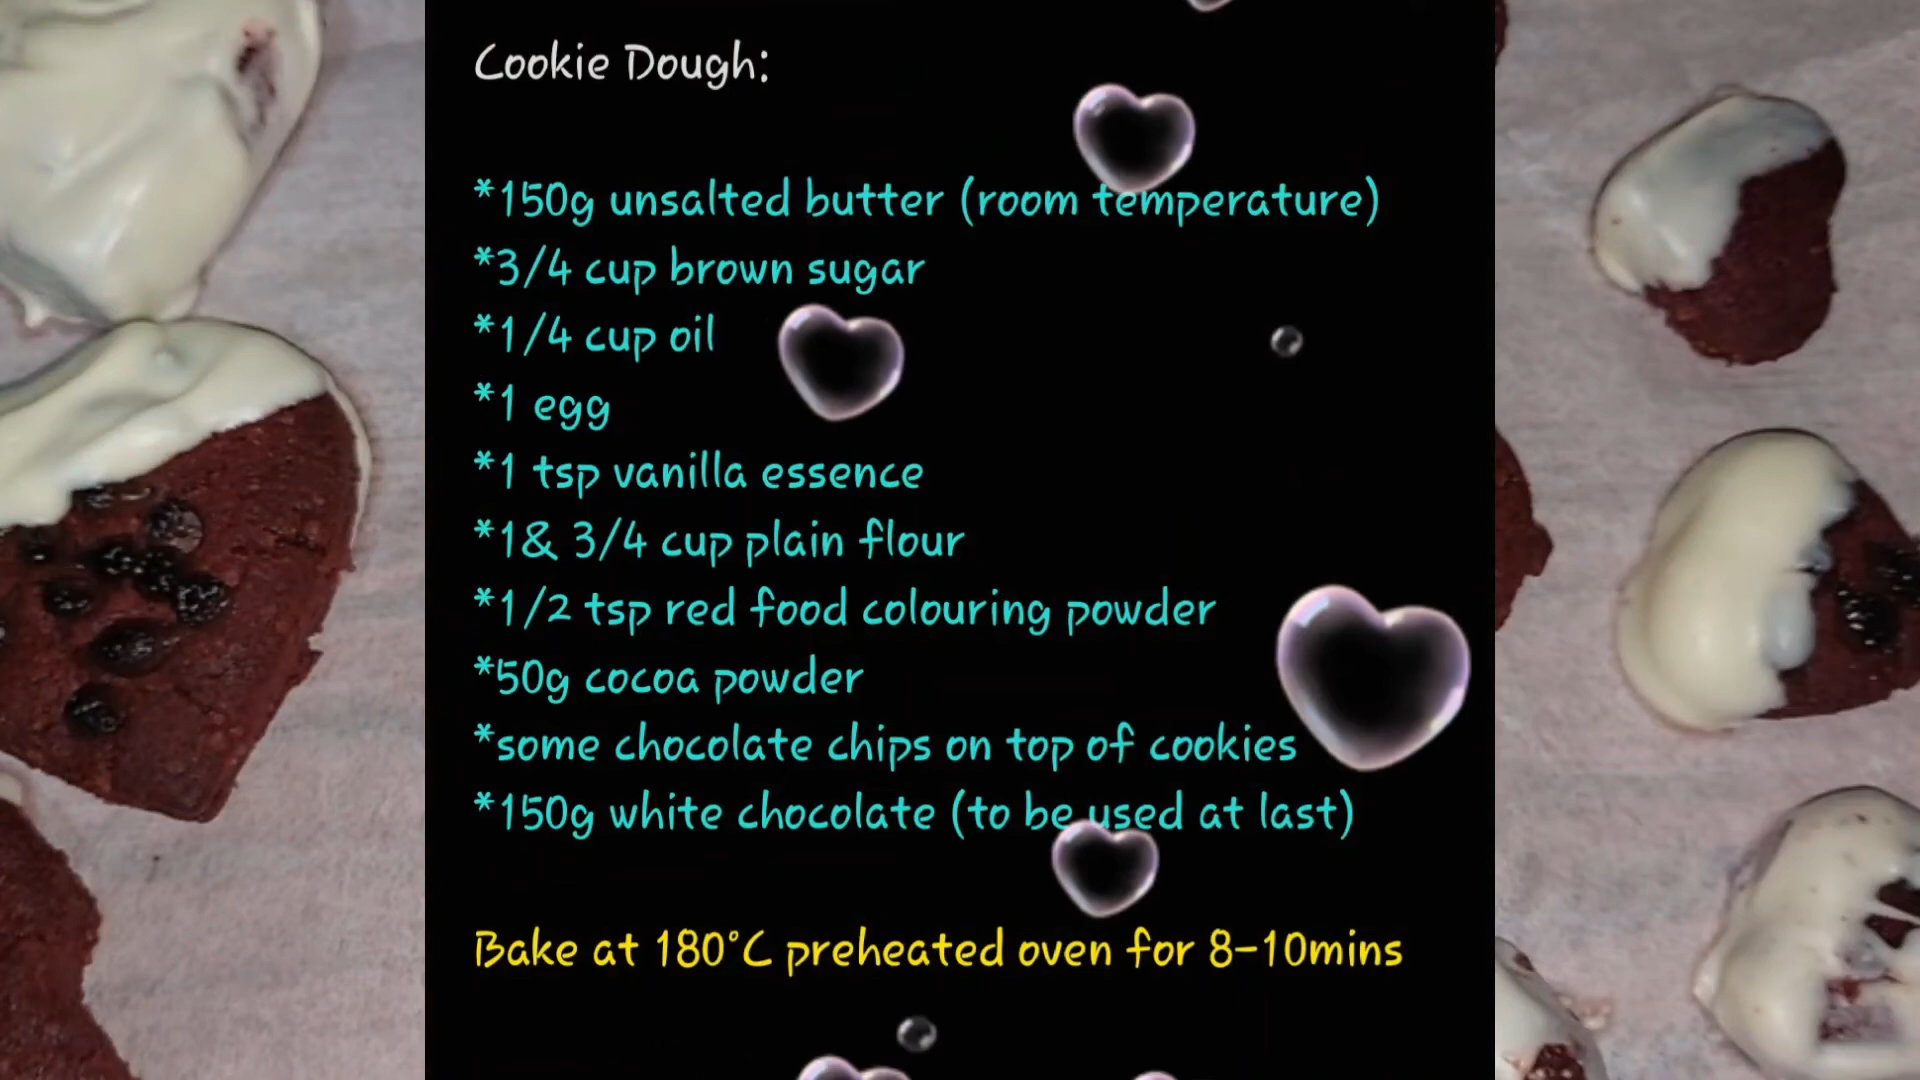 Cookie Dough:
*150g unsalted butter (room temperature)
*3/4 cup brown sugar
*1/4 cup oil
*1 egg
*1 tsp vanilla essence
*1& 3/4 cup plain flour
*1/2 tsp red food colouring powder
*50g cocoa powder
*some chocolate chips on top of cookies
*150g white chocolate (to be used at last)
Bake at 180°C preheated oven for 8-10mins